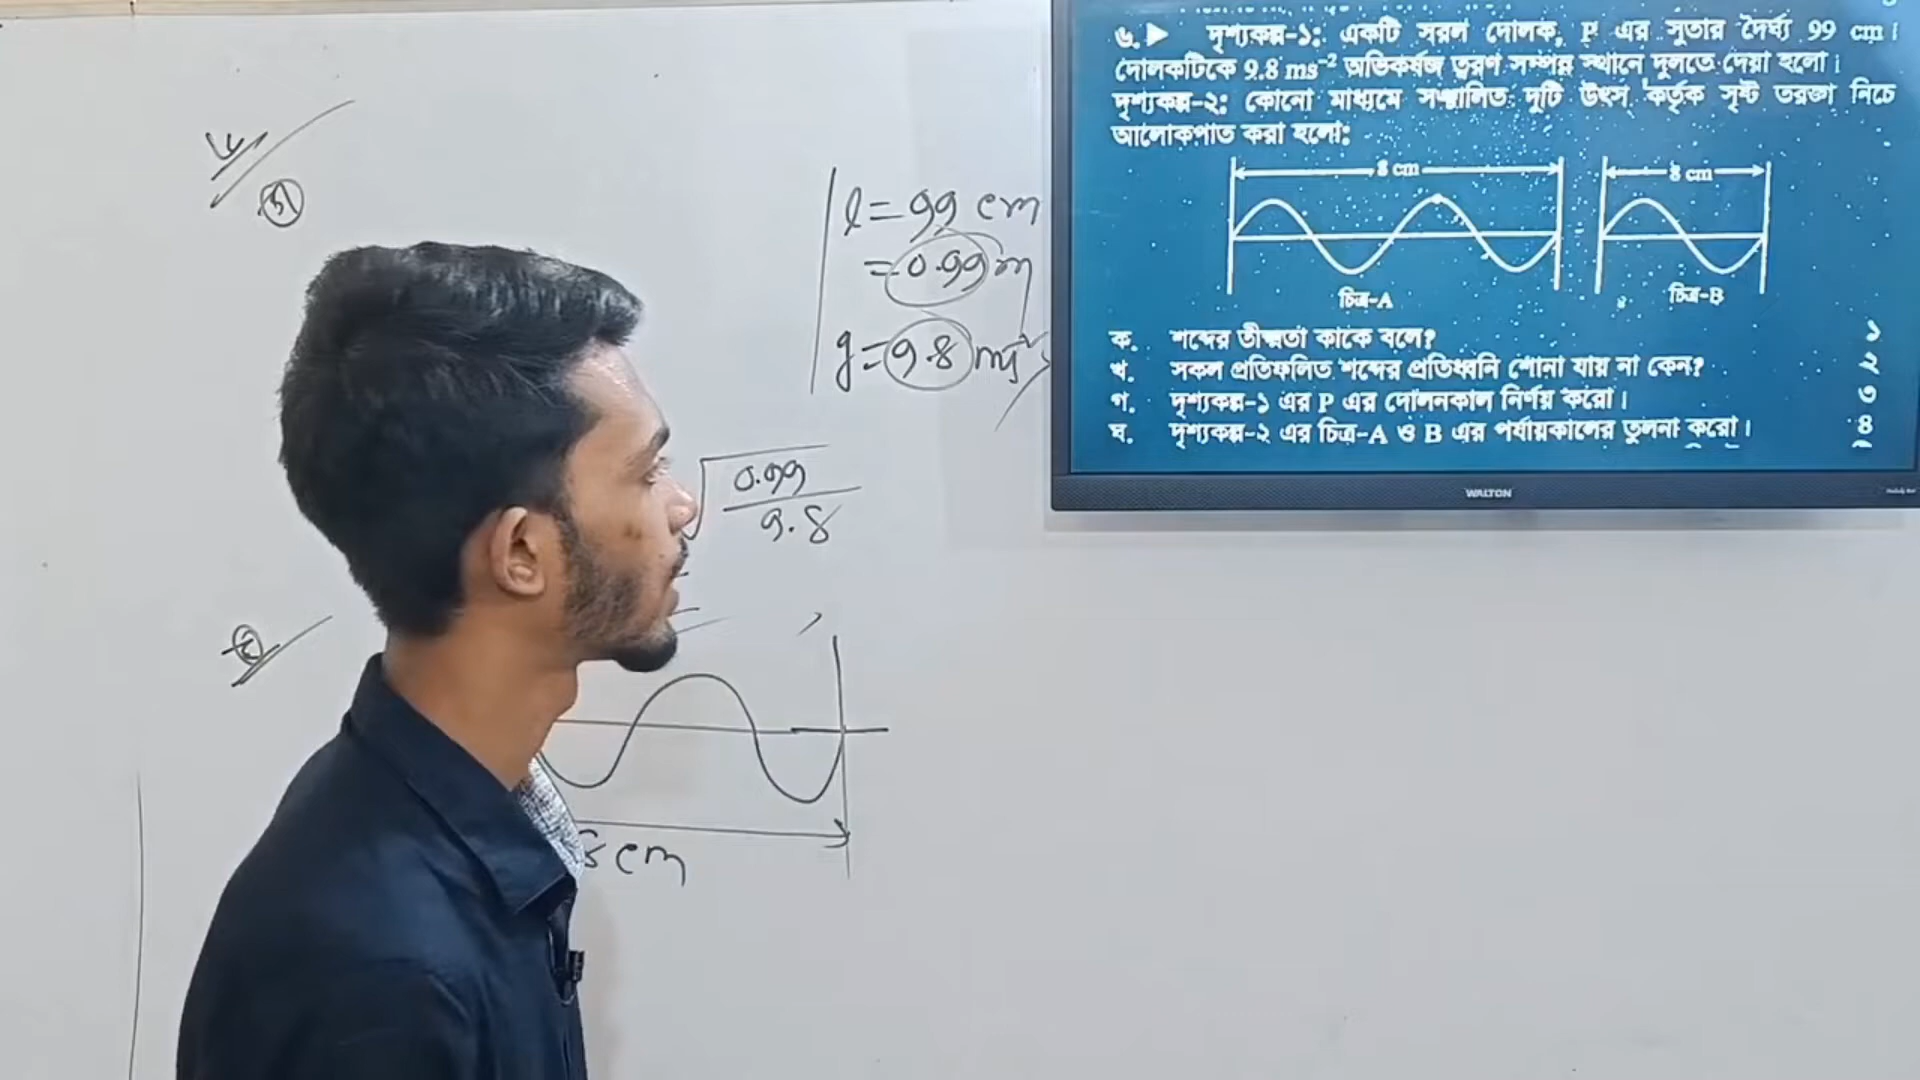 ৬. ▶ দৃশ্যকল্প-১: একটি সরল দোলক, P এর সুতার দৈর্ঘ্য 99 cm।
দোলকটিকে 9.8 ms⁻² অভিকর্ষজ ত্বরণ সম্পন্ন স্থানে দুলতে দেয়া হলো।
দৃশ্যকল্প-২: কোনো মাধ্যমে সঞ্চালিত দুটি উৎস কর্তৃক সৃষ্ট তরঙ্গ নিচে
আলোকপাত করা হলো:
8 cm
8 cm
চিত্র-A
চিত্র-B
ক. শব্দের তীব্রতা কাকে বলে? ১
খ. সকল প্রতিফলিত শব্দের প্রতিধ্বনি শোনা যায় না কেন? ২
গ. দৃশ্যকল্প-১ এর P এর দোলনকাল নির্ণয় করো। ৩
ঘ. দৃশ্যকল্প-২ এর চিত্র-A ও B এর পর্যায়কালের তুলনা করো। ৪
WALTON
l = 99 cm
= 0.99 m
g = 9.8 ms⁻²
0.99
9.8
8 cm